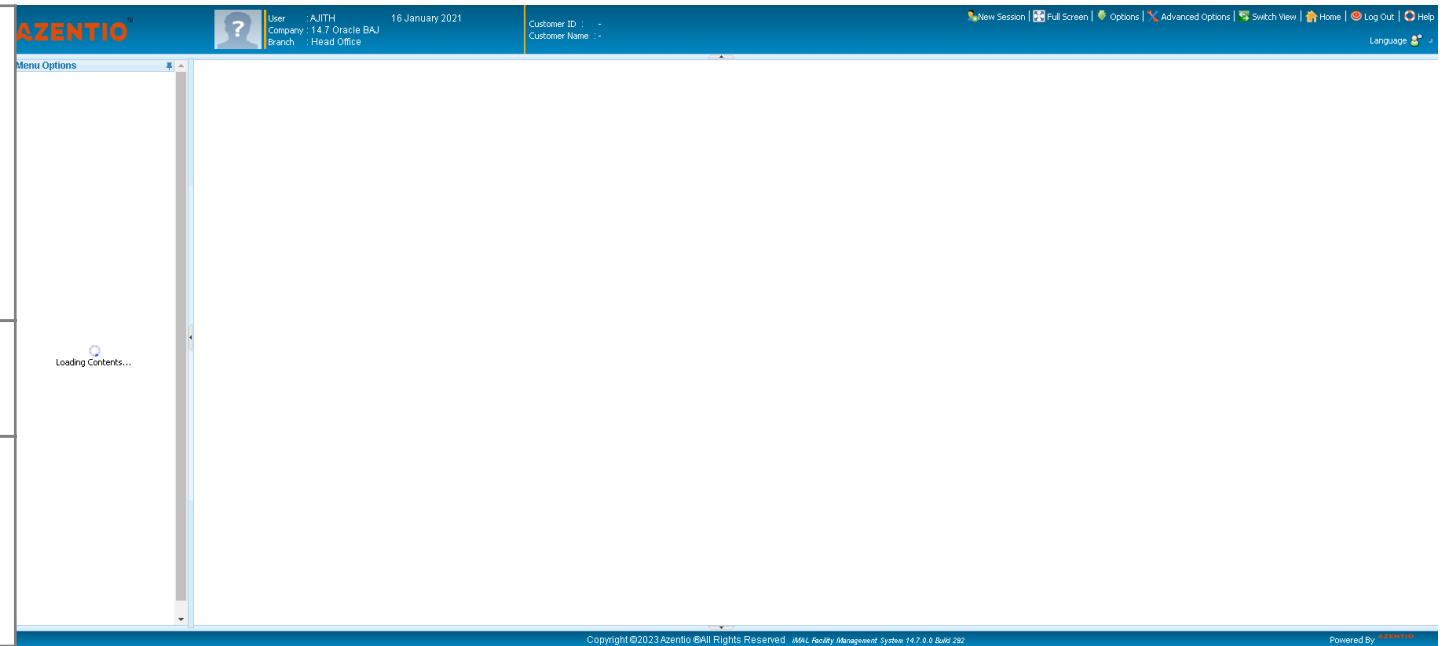 AZENTIO™
User : AJITH 16 January 2021
Company : 14.7 Oracle BAJ
Branch : Head Office
Customer ID : -
Customer Name : -
New Session | Full Screen | Options | Advanced Options | Switch View | Home | Log Out | Help
Language
Menu Options
Loading Contents...
Copyright ©2023 Azentio ®All Rights Reserved iMAL Facility Management System 14.7.0.0 Build 292
Powered By AZENTIO